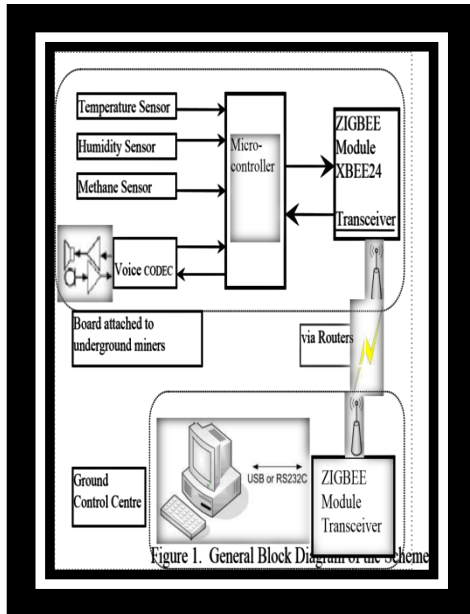 Temperature Sensor
Humidity Sensor
Methane Sensor
Voice CODEC
Micro-
controller
ZIGBEE
Module
XBEE24
Transceiver
Board attached to
underground miners
via Routers
Ground
Control Centre
USB or RS232C
ZIGBEE
Module
Transceiver
Figure 1. General Block Diagram of the Scheme